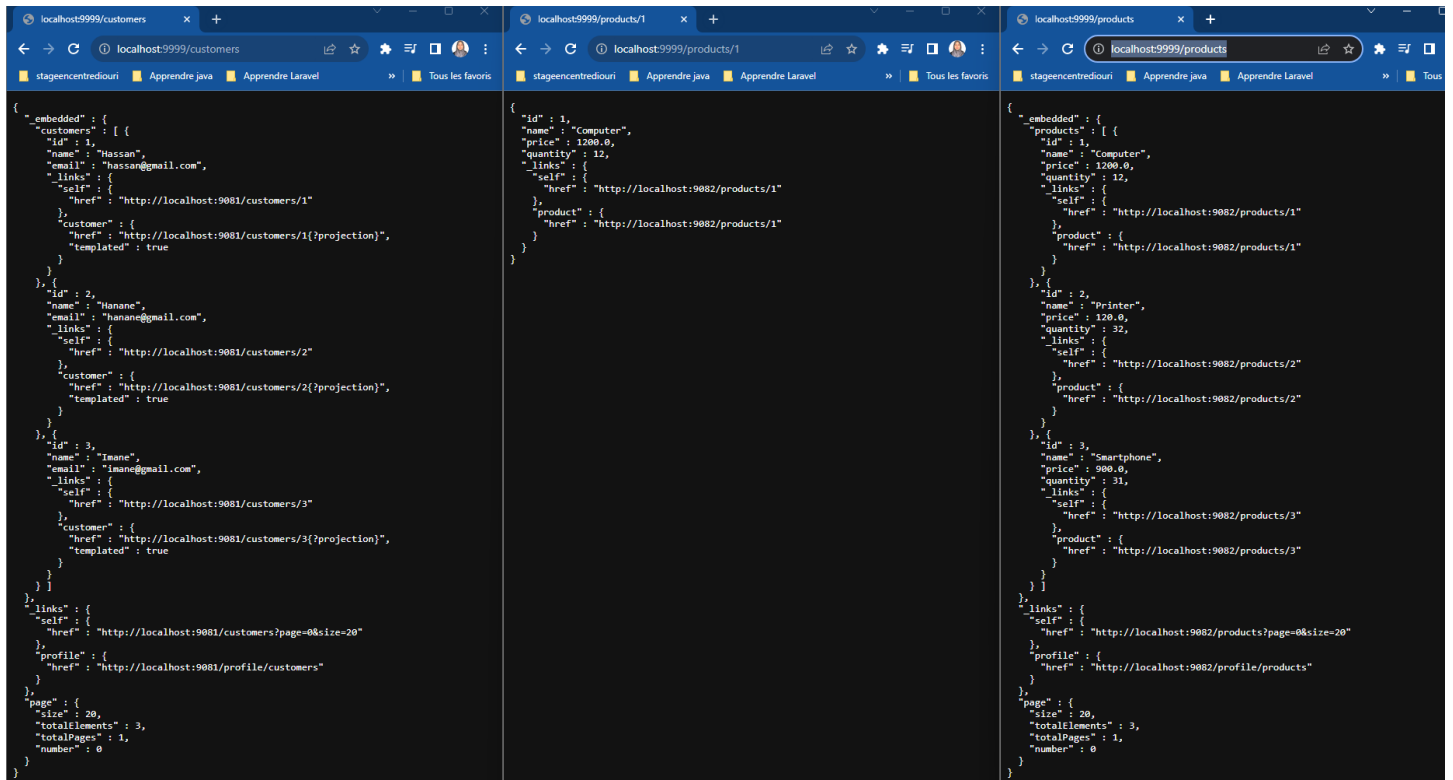 localhost:9999/customers
localhost:9999/customers
stageencentrediouri Apprendre java Apprendre Laravel » Tous les favoris
{
  "_embedded" : {
    "customers" : [ {
      "id" : 1,
      "name" : "Hassan",
      "email" : "hassan@gmail.com",
      "_links" : {
        "self" : {
          "href" : "http://localhost:9081/customers/1"
        },
        "customer" : {
          "href" : "http://localhost:9081/customers/1{?projection}",
          "templated" : true
        }
      }
    }, {
      "id" : 2,
      "name" : "Hanane",
      "email" : "hanane@gmail.com",
      "_links" : {
        "self" : {
          "href" : "http://localhost:9081/customers/2"
        },
        "customer" : {
          "href" : "http://localhost:9081/customers/2{?projection}",
          "templated" : true
        }
      }
    }, {
      "id" : 3,
      "name" : "Imane",
      "email" : "imane@gmail.com",
      "_links" : {
        "self" : {
          "href" : "http://localhost:9081/customers/3"
        },
        "customer" : {
          "href" : "http://localhost:9081/customers/3{?projection}",
          "templated" : true
        }
      }
    } ]
  },
  "_links" : {
    "self" : {
      "href" : "http://localhost:9081/customers?page=0&size=20"
    },
    "profile" : {
      "href" : "http://localhost:9081/profile/customers"
    }
  },
  "page" : {
    "size" : 20,
    "totalElements" : 3,
    "totalPages" : 1,
    "number" : 0
  }
}
localhost:9999/products/1
localhost:9999/products/1
stageencentrediouri Apprendre java Apprendre Laravel » Tous les favoris
{
  "id" : 1,
  "name" : "Computer",
  "price" : 1200.0,
  "quantity" : 12,
  "_links" : {
    "self" : {
      "href" : "http://localhost:9082/products/1"
    },
    "product" : {
      "href" : "http://localhost:9082/products/1"
    }
  }
}
localhost:9999/products
localhost:9999/products
stageencentrediouri Apprendre java Apprendre Laravel » Tous
{
  "_embedded" : {
    "products" : [ {
      "id" : 1,
      "name" : "Computer",
      "price" : 1200.0,
      "quantity" : 12,
      "_links" : {
        "self" : {
          "href" : "http://localhost:9082/products/1"
        },
        "product" : {
          "href" : "http://localhost:9082/products/1"
        }
      }
    }, {
      "id" : 2,
      "name" : "Printer",
      "price" : 120.0,
      "quantity" : 32,
      "_links" : {
        "self" : {
          "href" : "http://localhost:9082/products/2"
        },
        "product" : {
          "href" : "http://localhost:9082/products/2"
        }
      }
    }, {
      "id" : 3,
      "name" : "Smartphone",
      "price" : 900.0,
      "quantity" : 31,
      "_links" : {
        "self" : {
          "href" : "http://localhost:9082/products/3"
        },
        "product" : {
          "href" : "http://localhost:9082/products/3"
        }
      }
    } ]
  },
  "_links" : {
    "self" : {
      "href" : "http://localhost:9082/products?page=0&size=20"
    },
    "profile" : {
      "href" : "http://localhost:9082/profile/products"
    }
  },
  "page" : {
    "size" : 20,
    "totalElements" : 3,
    "totalPages" : 1,
    "number" : 0
  }
}